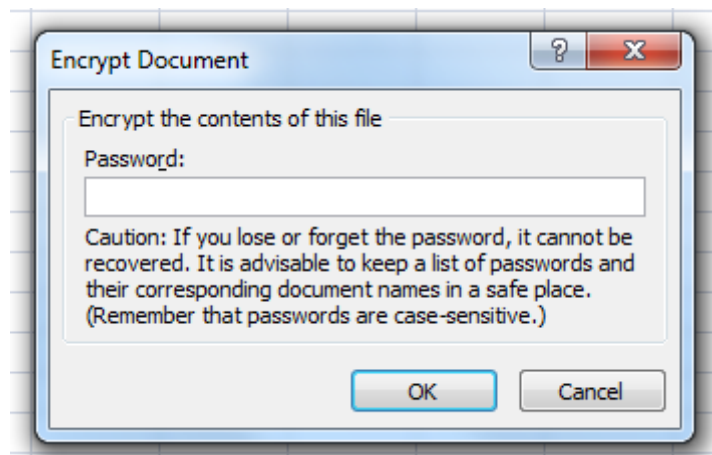 Encrypt Document
Encrypt the contents of this file
Password:
Caution: If you lose or forget the password, it cannot be
recovered. It is advisable to keep a list of passwords and
their corresponding document names in a safe place.
(Remember that passwords are case-sensitive.)
OK
Cancel